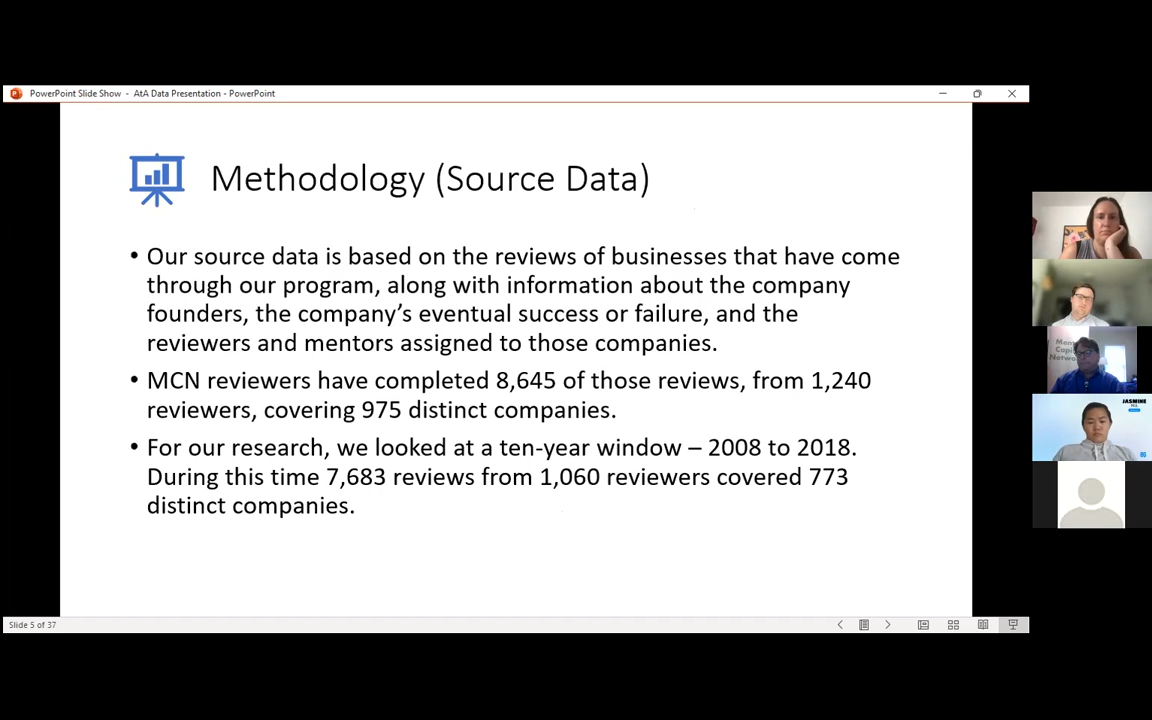 PowerPoint Slide Show - AtA Data Presentation - PowerPoint
Methodology (Source Data)
• Our source data is based on the reviews of businesses that have come
through our program, along with information about the company
founders, the company’s eventual success or failure, and the
reviewers and mentors assigned to those companies.
• MCN reviewers have completed 8,645 of those reviews, from 1,240
reviewers, covering 975 distinct companies.
• For our research, we looked at a ten-year window – 2008 to 2018.
During this time 7,683 reviews from 1,060 reviewers covered 773
distinct companies.
Slide 5 of 37
JASMINE